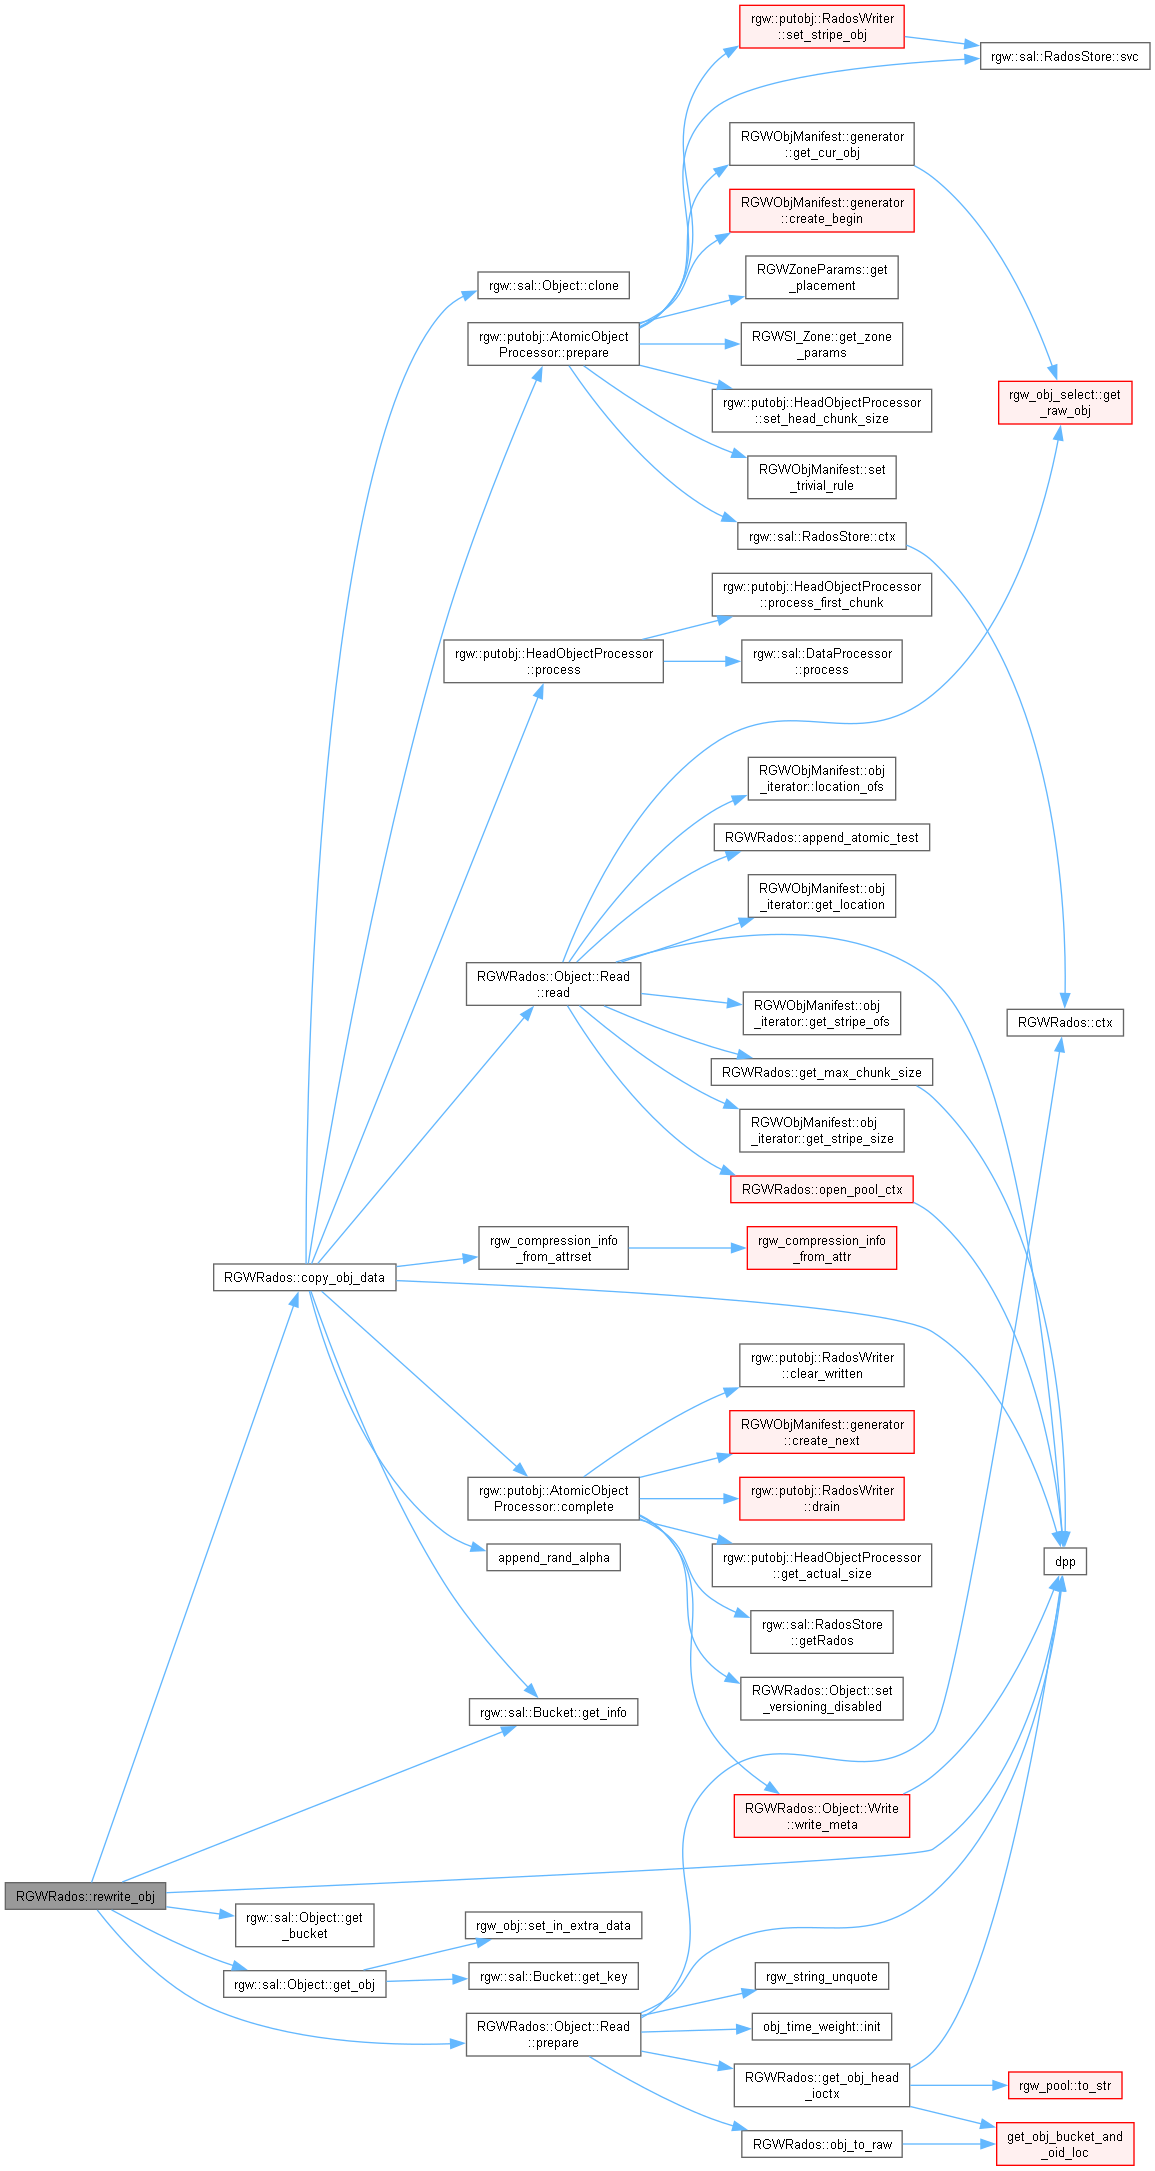 rgw::putobj::RadosWriter
::set_stripe_obj
rgw::sal::RadosStore::svc
RGWObjManifest::generator
::get_cur_obj
RGWObjManifest::generator
::create_begin
RGWZoneParams::get
_placement
rgw::sal::Object::clone
rgw::putobj::AtomicObject
Processor::prepare
RGWSI_Zone::get_zone
_params
rgw::putobj::HeadObjectProcessor
::set_head_chunk_size
rgw_obj_select::get
_raw_obj
RGWObjManifest::set
_trivial_rule
rgw::sal::RadosStore::ctx
rgw::putobj::HeadObjectProcessor
::process_first_chunk
rgw::putobj::HeadObjectProcessor
::process
rgw::sal::DataProcessor
::process
RGWObjManifest::obj
_iterator::location_ofs
RGWRados::append_atomic_test
RGWObjManifest::obj
_iterator::get_location
RGWRados::Object::Read
::read
RGWObjManifest::obj
_iterator::get_stripe_ofs
RGWRados::ctx
RGWRados::get_max_chunk_size
RGWObjManifest::obj
_iterator::get_stripe_size
RGWRados::open_pool_ctx
rgw_compression_info
_from_attrset
rgw_compression_info
_from_attr
RGWRados::copy_obj_data
rgw::putobj::RadosWriter
::clear_written
RGWObjManifest::generator
::create_next
rgw::putobj::AtomicObject
Processor::complete
rgw::putobj::RadosWriter
::drain
append_rand_alpha
rgw::putobj::HeadObjectProcessor
::get_actual_size
dpp
rgw::sal::RadosStore
::getRados
RGWRados::Object::set
_versioning_disabled
rgw::sal::Bucket::get_info
RGWRados::Object::Write
::write_meta
RGWRados::rewrite_obj
rgw::sal::Object::get
_bucket
rgw_obj::set_in_extra_data
rgw::sal::Object::get_obj
rgw::sal::Bucket::get_key
rgw_string_unquote
RGWRados::Object::Read
::prepare
obj_time_weight::init
RGWRados::get_obj_head
_ioctx
rgw_pool::to_str
RGWRados::obj_to_raw
get_obj_bucket_and
_oid_loc